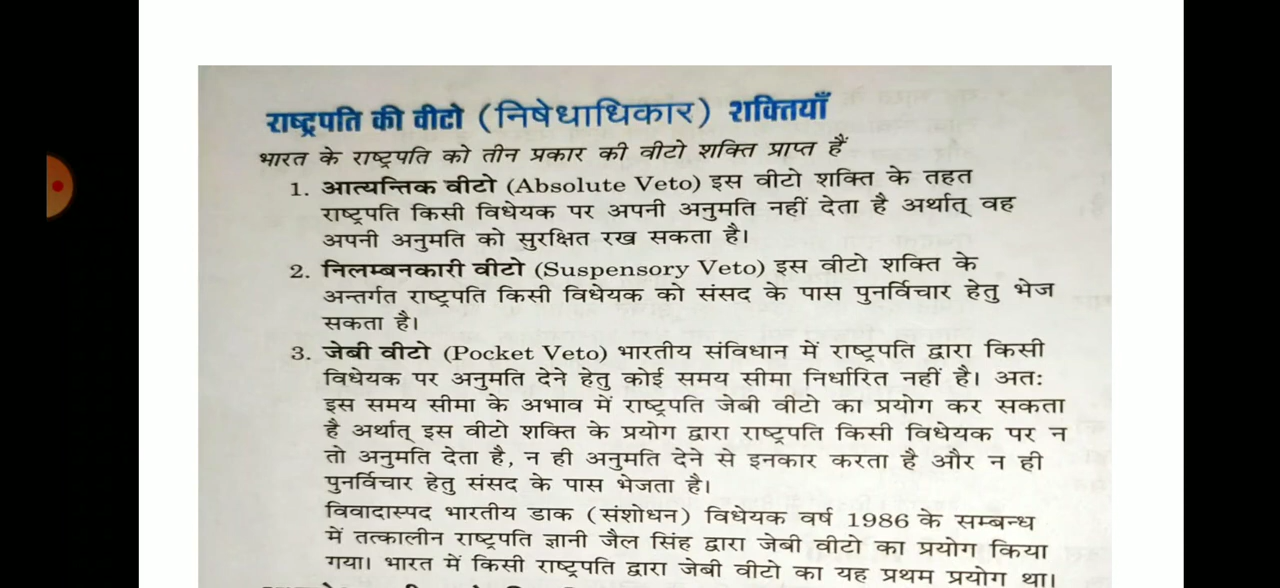 राष्ट्रपति की वीटो (निषेधाधिकार) शक्तियाँ
भारत के राष्ट्रपति को तीन प्रकार की वीटो शक्ति प्राप्त हैं
1. आत्यन्तिक वीटो (Absolute Veto) इस वीटो शक्ति के तहत
राष्ट्रपति किसी विधेयक पर अपनी अनुमति नहीं देता है अर्थात् वह
अपनी अनुमति को सुरक्षित रख सकता है।
2. निलम्बनकारी वीटो (Suspensory Veto) इस वीटो शक्ति के
अन्तर्गत राष्ट्रपति किसी विधेयक को संसद के पास पुनर्विचार हेतु भेज
सकता है।
3. जेबी वीटो (Pocket Veto) भारतीय संविधान में राष्ट्रपति द्वारा किसी
विधेयक पर अनुमति देने हेतु कोई समय सीमा निर्धारित नहीं है। अतः
इस समय सीमा के अभाव में राष्ट्रपति जेबी वीटो का प्रयोग कर सकता
है अर्थात् इस वीटो शक्ति के प्रयोग द्वारा राष्ट्रपति किसी विधेयक पर न
तो अनुमति देता है, न ही अनुमति देने से इनकार करता है और न ही
पुनर्विचार हेतु संसद के पास भेजता है।
विवादास्पद भारतीय डाक (संशोधन) विधेयक वर्ष 1986 के सम्बन्ध
में तत्कालीन राष्ट्रपति ज्ञानी जैल सिंह द्वारा जेबी वीटो का प्रयोग किया
गया। भारत में किसी राष्ट्रपति द्वारा जेबी वीटो का यह प्रथम प्रयोग था।